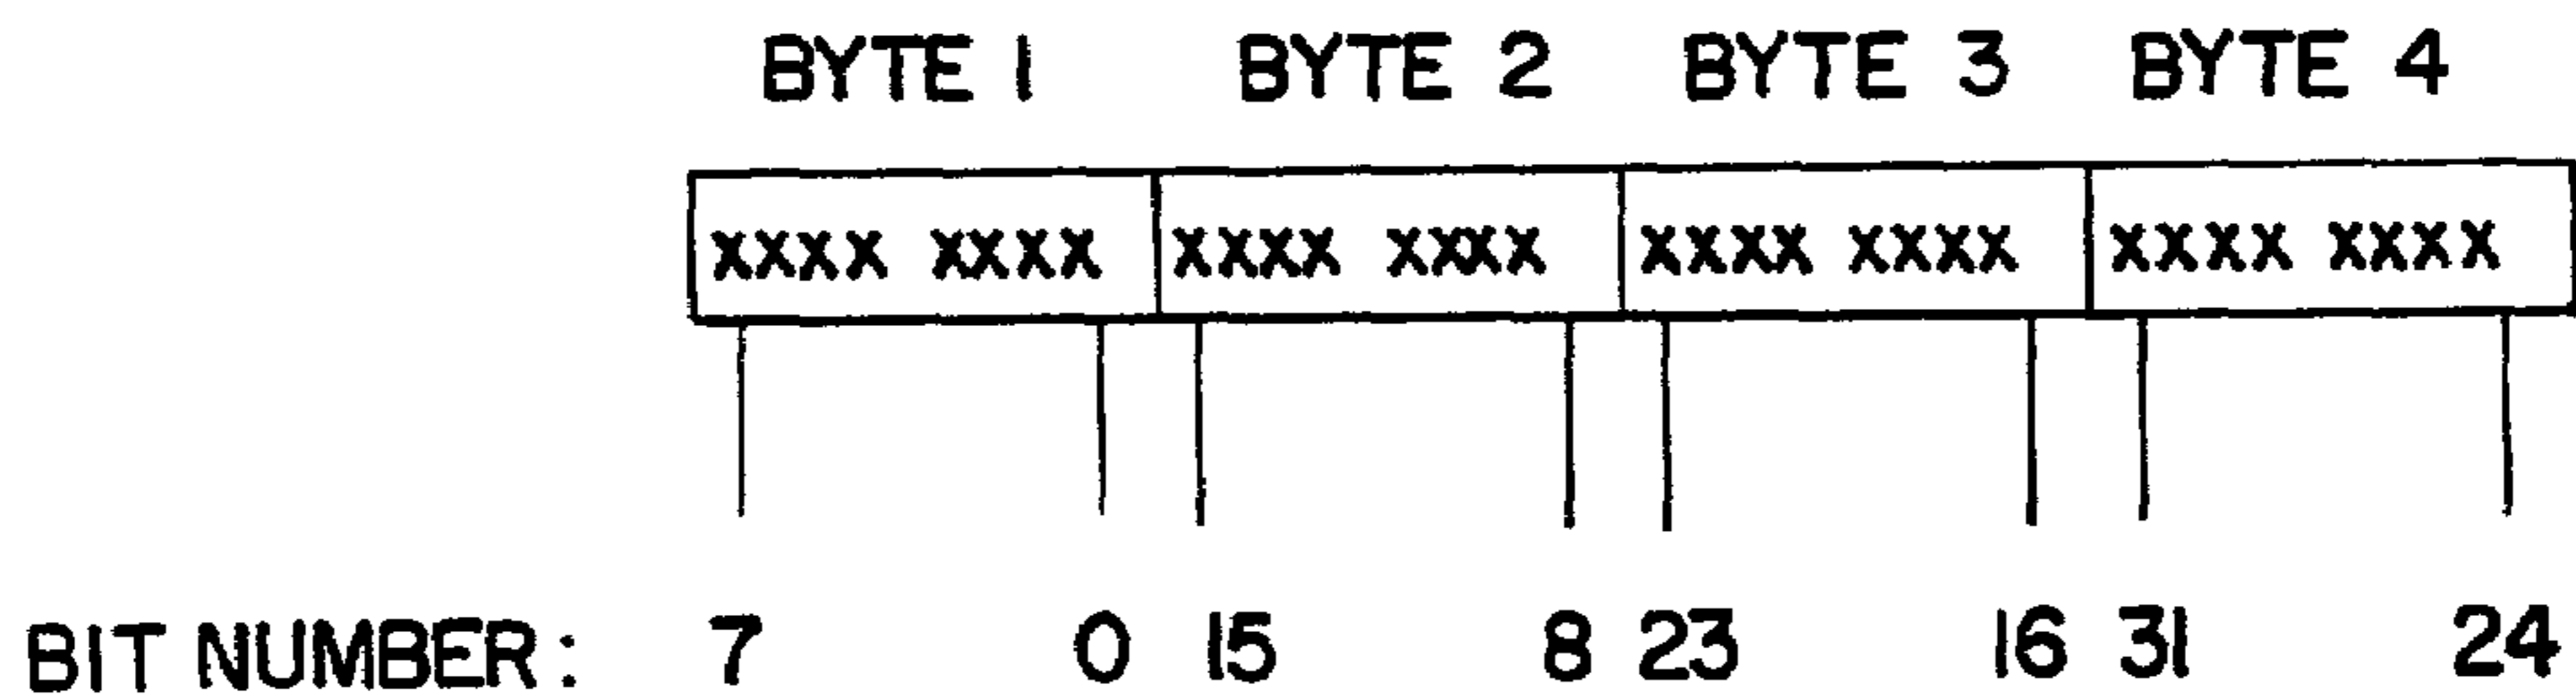 BYTE 1 BYTE 2 BYTE 3 BYTE 4
XXXX XXXX XXXX XXXX XXXX XXXX XXXX XXXX
BIT NUMBER: 7 0 15 8 23 16 31 24